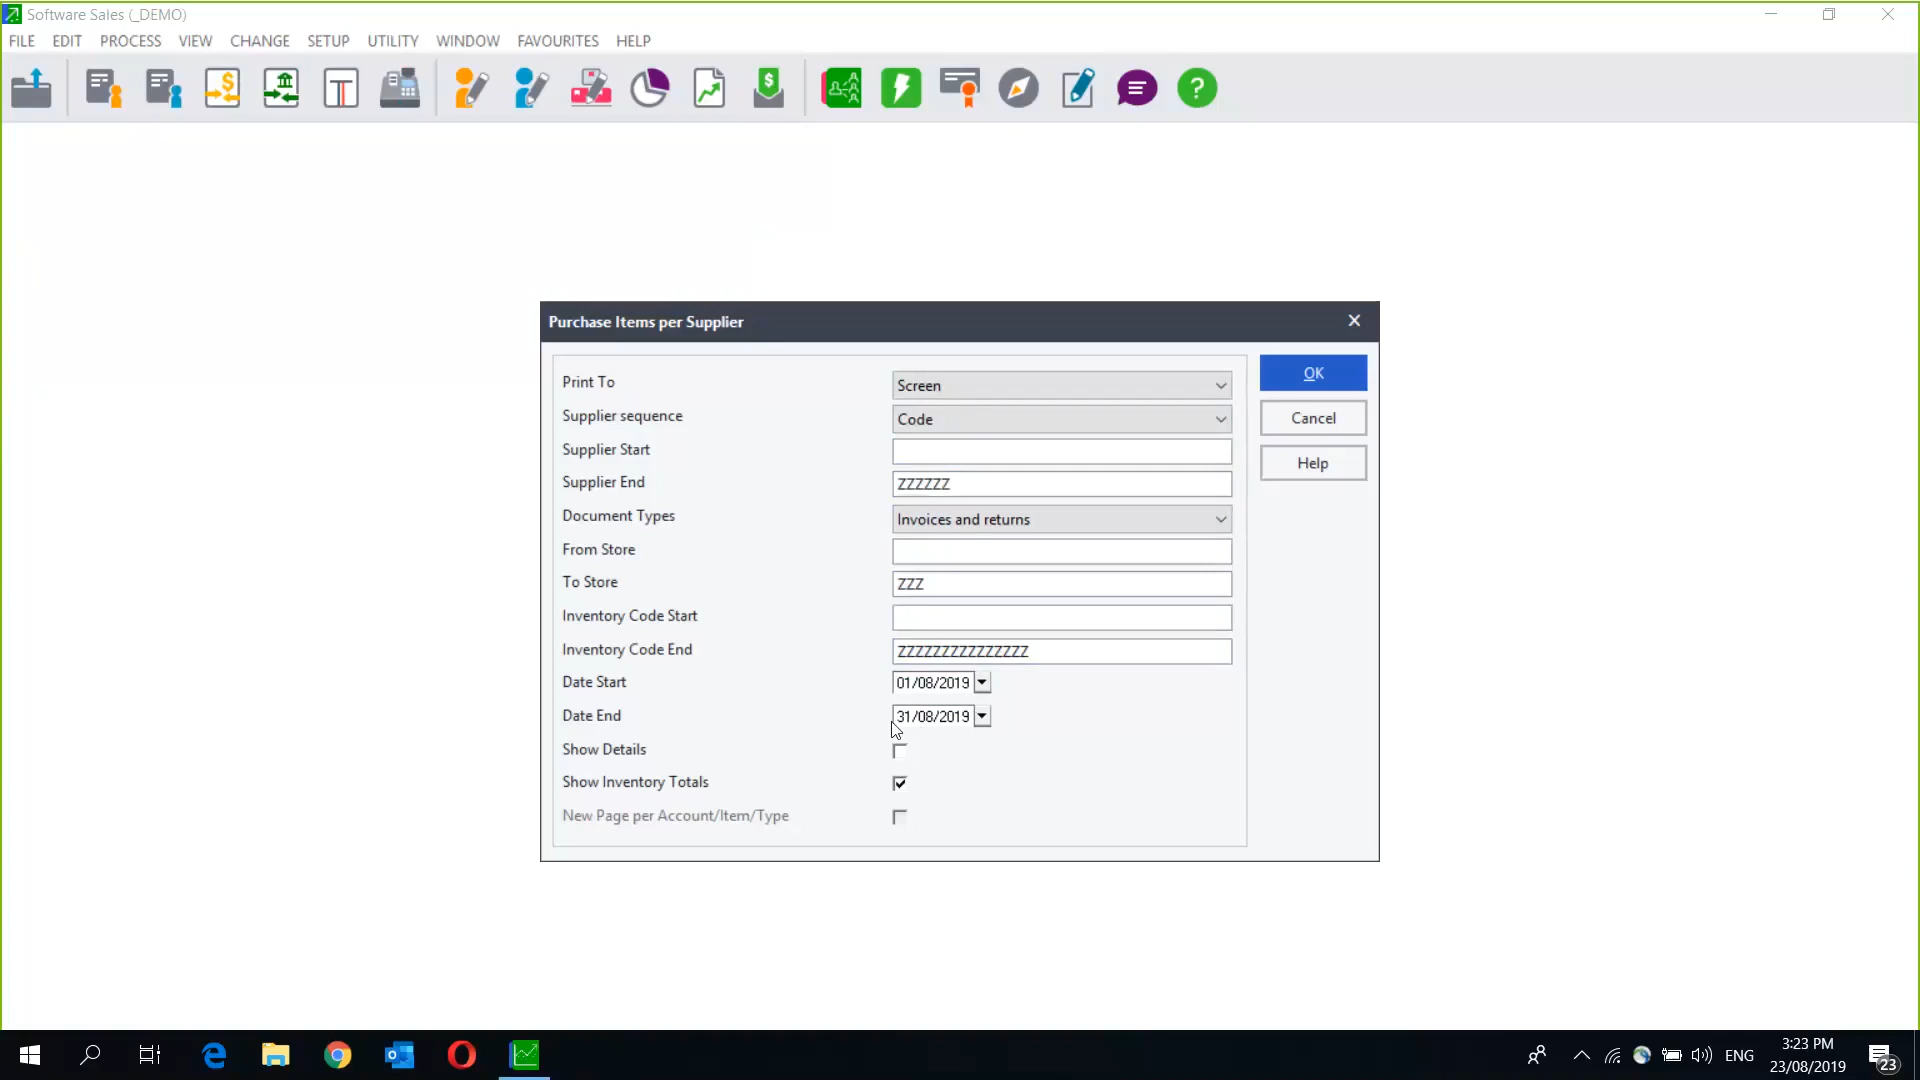 Software Sales (_DEMO)
FILE EDIT PROCESS VIEW CHANGE SETUP UTILITY WINDOW FAVOURITES HELP
Purchase Items per Supplier
Print To Screen
OK
Supplier sequence Code
Cancel
Supplier Start
Help
Supplier End ZZZZZZ
Document Types Invoices and returns
From Store
To Store ZZZ
Inventory Code Start
Inventory Code End ZZZZZZZZZZZZZZZ
Date Start 01/08/2019
Date End 31/08/2019
Show Details
Show Inventory Totals
New Page per Account/Item/Type
ENG
3:23 PM
23/08/2019
23